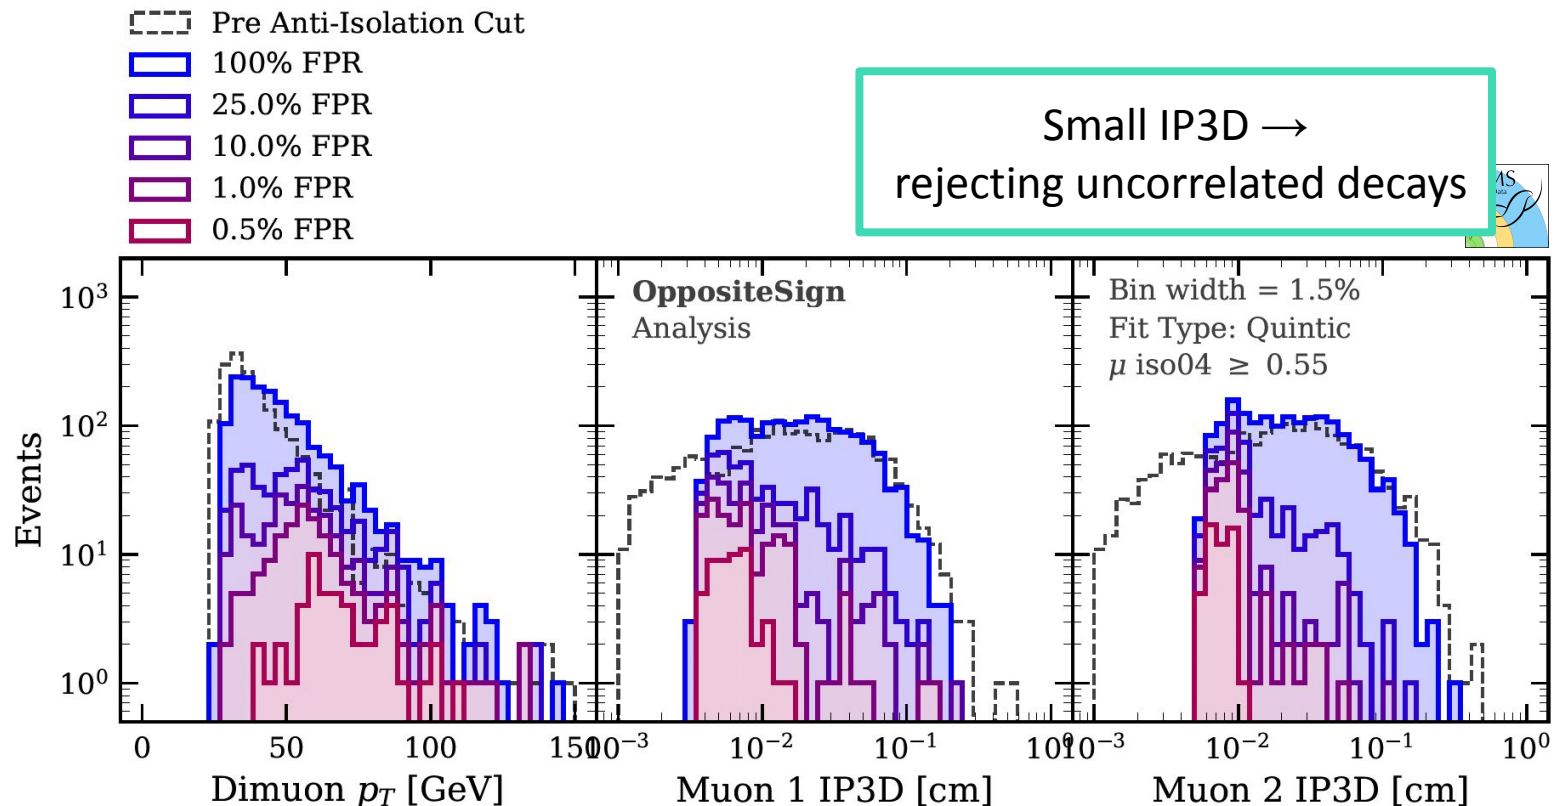 Pre Anti-Isolation Cut
100% FPR
25.0% FPR
10.0% FPR
1.0% FPR
0.5% FPR
Small IP3D →
rejecting uncorrelated decays
OppositeSign
Analysis
Bin width = 1.5%
Fit Type: Quintic
μ iso04 ≥ 0.55
Events
10³
10²
10¹
10⁰
0 50 100 150
10⁻³ 10⁻² 10⁻¹ 10⁰
10⁻³ 10⁻² 10⁻¹ 10⁰
Dimuon p_T [GeV]
Muon 1 IP3D [cm]
Muon 2 IP3D [cm]